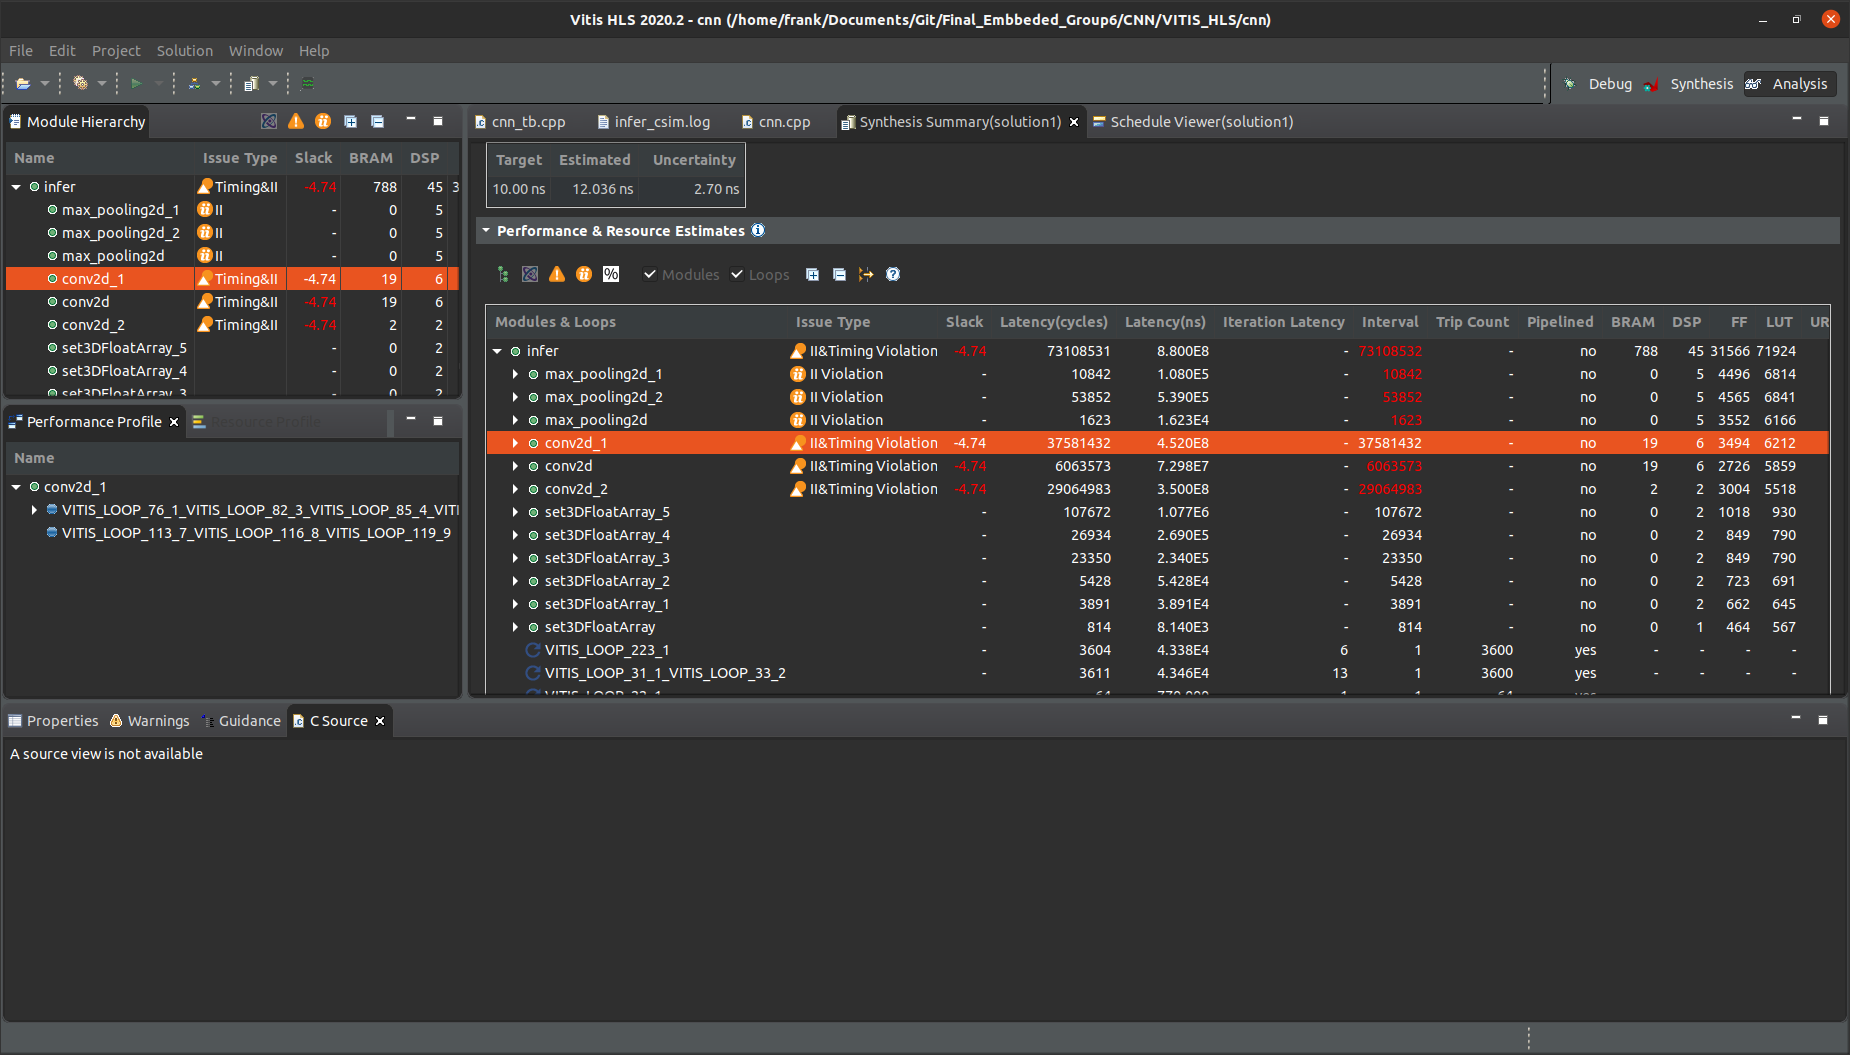 Vitis HLS 2020.2 - cnn (/home/frank/Documents/Git/Final_Embbeded_Group6/CNN/VITIS_HLS/cnn)
File Edit Project Solution Window Help
Debug Synthesis Analysis
Module Hierarchy
Name Issue Type Slack BRAM DSP
infer Timing&II -4.74 788 45 3
max_pooling2d_1 II - 0 5
max_pooling2d_2 II - 0 5
max_pooling2d II - 0 5
conv2d_1 Timing&II -4.74 19 6
conv2d Timing&II -4.74 19 6
conv2d_2 Timing&II -4.74 2 2
set3DFloatArray_5 - 0 2
set3DFloatArray_4 - 0 2
set3DFloatArray_3 - 0 2
Performance Profile Resource Profile
Name
conv2d_1
VITIS_LOOP_76_1_VITIS_LOOP_82_3_VITIS_LOOP_85_4_VITI
VITIS_LOOP_113_7_VITIS_LOOP_116_8_VITIS_LOOP_119_9
cnn_tb.cpp infer_csim.log cnn.cpp Synthesis Summary(solution1) Schedule Viewer(solution1)
Target Estimated Uncertainty
10.00 ns 12.036 ns 2.70 ns
Performance & Resource Estimates
% Modules Loops
Modules & Loops Issue Type Slack Latency(cycles) Latency(ns) Iteration Latency Interval Trip Count Pipelined BRAM DSP FF LUT UR
infer II&Timing Violation -4.74 73108531 8.800E8 - 73108532 - no 788 45 31566 71924
max_pooling2d_1 II Violation - 10842 1.080E5 - 10842 - no 0 5 4496 6814
max_pooling2d_2 II Violation - 53852 5.390E5 - 53852 - no 0 5 4565 6841
max_pooling2d II Violation - 1623 1.623E4 - 1623 - no 0 5 3552 6166
conv2d_1 II&Timing Violation -4.74 37581432 4.520E8 - 37581432 - no 19 6 3494 6212
conv2d II&Timing Violation -4.74 6063573 7.298E7 - 6063573 - no 19 6 2726 5859
conv2d_2 II&Timing Violation -4.74 29064983 3.500E8 - 29064983 - no 2 2 3004 5518
set3DFloatArray_5 - 107672 1.077E6 - 107672 - no 0 2 1018 930
set3DFloatArray_4 - 26934 2.690E5 - 26934 - no 0 2 849 790
set3DFloatArray_3 - 23350 2.340E5 - 23350 - no 0 2 849 790
set3DFloatArray_2 - 5428 5.428E4 - 5428 - no 0 2 723 691
set3DFloatArray_1 - 3891 3.891E4 - 3891 - no 0 2 662 645
set3DFloatArray - 814 8.140E3 - 814 - no 0 1 464 567
VITIS_LOOP_223_1 - 3604 4.338E4 6 1 3600 yes - - - -
VITIS_LOOP_31_1_VITIS_LOOP_33_2 - 3611 4.346E4 13 1 3600 yes - - - -
Properties Warnings Guidance C Source
A source view is not available